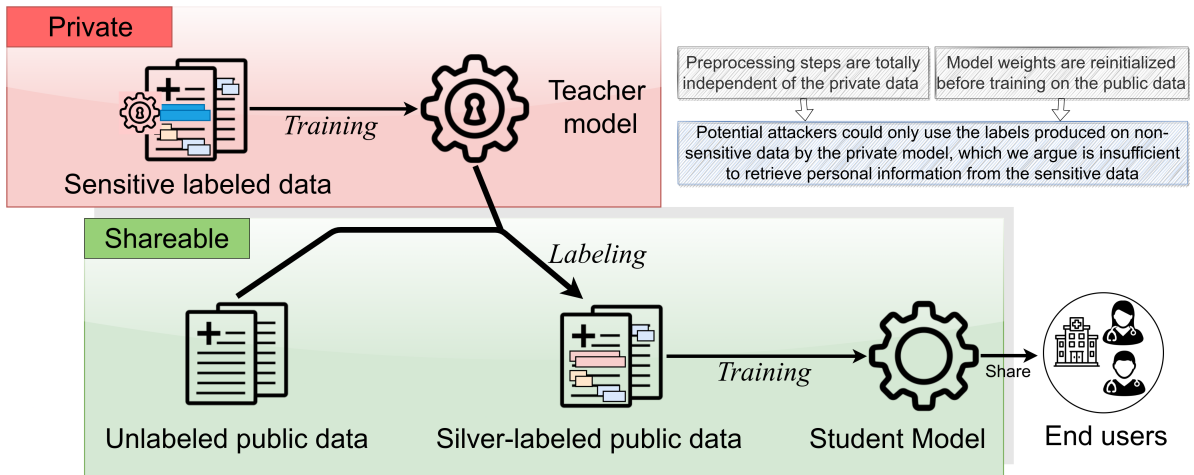 Private
Sensitive labeled data
Training
Teacher
model
Preprocessing steps are totally
independent of the private data
Model weights are reinitialized
before training on the public data
Potential attackers could only use the labels produced on non-
sensitive data by the private model, which we argue is insufficient
to retrieve personal information from the sensitive data
Shareable
Labeling
Unlabeled public data
Silver-labeled public data
Training
Student Model
Share
End users